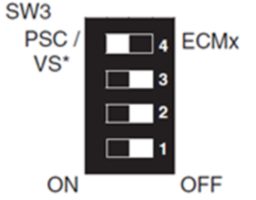 SW3
PSC / 4 ECMx
VS*
3
2
1
ON OFF